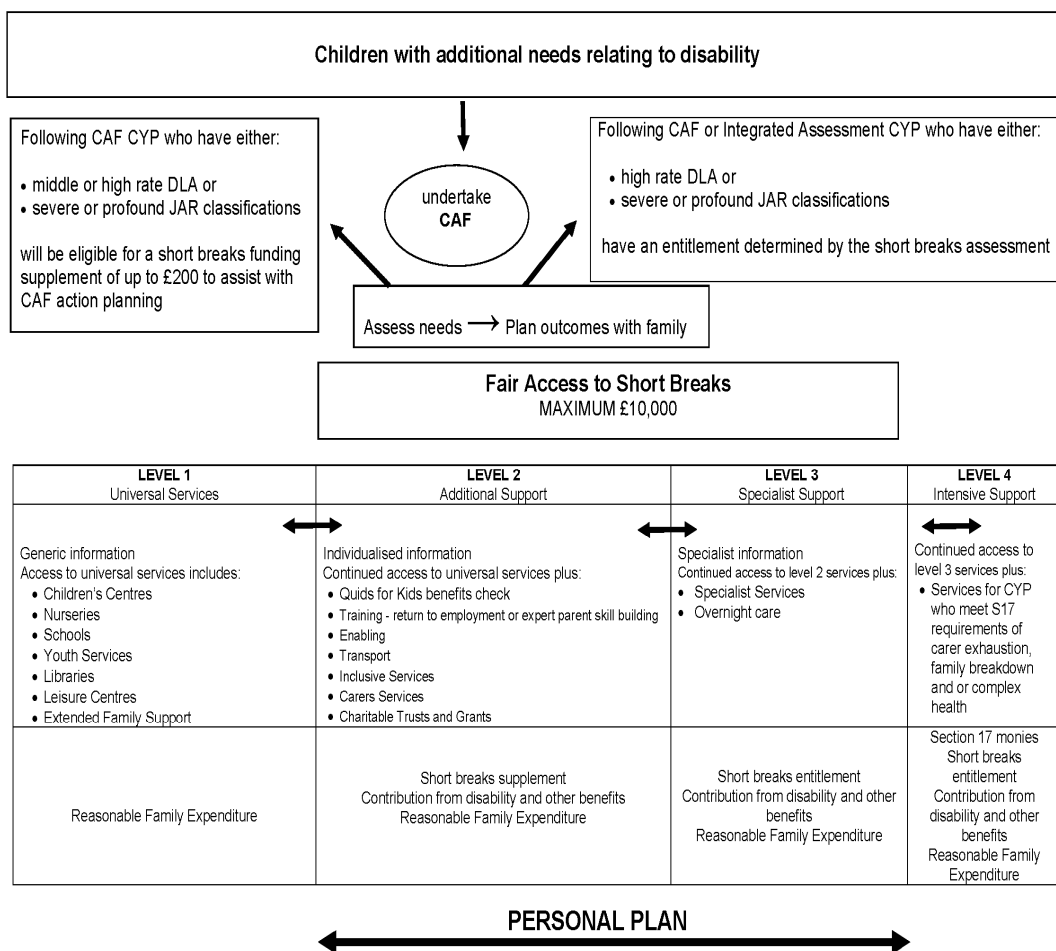 Children with additional needs relating to disability
Following CAF CYP who have either:
• middle or high rate DLA or
• severe or profound JAR classifications
will be eligible for a short breaks funding
supplement of up to £200 to assist with
CAF action planning
undertake
CAF
Following CAF or Integrated Assessment CYP who have either:
• high rate DLA or
• severe or profound JAR classifications
have an entitlement determined by the short breaks assessment
Assess needs → Plan outcomes with family
Fair Access to Short Breaks
MAXIMUM £10,000
LEVEL 1
Universal Services
LEVEL 2
Additional Support
LEVEL 3
Specialist Support
LEVEL 4
Intensive Support
Generic information
Access to universal services includes:
• Children's Centres
• Nurseries
• Schools
• Youth Services
• Libraries
• Leisure Centres
• Extended Family Support
Individualised information
Continued access to universal services plus:
• Quids for Kids benefits check
• Training - return to employment or expert parent skill building
• Enabling
• Transport
• Inclusive Services
• Carers Services
• Charitable Trusts and Grants
Specialist information
Continued access to level 2 services plus:
• Specialist Services
• Overnight care
Continued access to
level 3 services plus:
• Services for CYP
who meet S17
requirements of
carer exhaustion,
family breakdown
and or complex
health
Reasonable Family Expenditure
Short breaks supplement
Contribution from disability and other benefits
Reasonable Family Expenditure
Short breaks entitlement
Contribution from disability and other
benefits
Reasonable Family Expenditure
Section 17 monies
Short breaks
entitlement
Contribution from
disability and other
benefits
Reasonable Family
Expenditure
PERSONAL PLAN